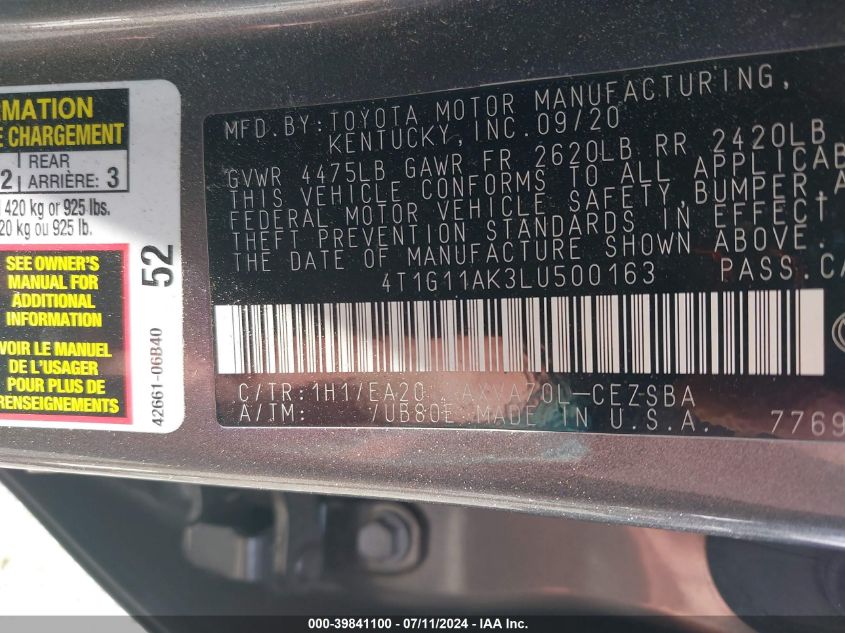 MATION
E CHARGEMENT
2 | REAR
ARRIÈRE: 3
420 kg or 925 lbs.
20 kg ou 925 lb.
SEE OWNER'S
MANUAL FOR
ADDITIONAL
INFORMATION
VOIR LE MANUEL
DE L'USAGER
POUR PLUS DE
RENSEIGNEMENTS
52
42661-06B40
MFD.BY:TOYOTA MOTOR MANUFACTURING,
KENTUCKY,INC.09/20
GVWR 4475LB GAWR FR 2620LB RR 2420LB
THIS VEHICLE CONFORMS TO ALL APPLICAB
FEDERAL MOTOR VEHICLE SAFETY,BUMPER,A
THEFT PREVENTION STANDARDS IN EFFECT
THE DATE OF MANUFACTURE SHOWN ABOVE.
4T1G11AK3LU500163 PASS.CA
C/TR:1H1/EA20 AXVA70L-CEZSBA
A/TM: /UB80E MADE IN U.S.A. 7769
000-39841100 - 07/11/2024 - IAA Inc.